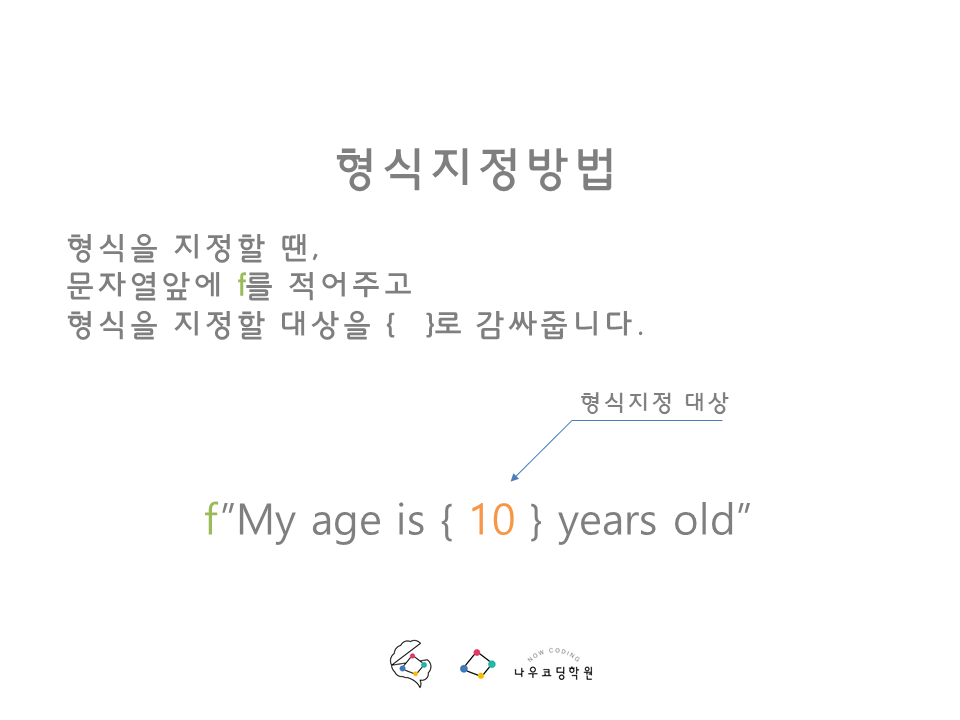 형식지정방법
형식을 지정할 땐,
문자열앞에 f를 적어주고
형식을 지정할 대상을 {  }로 감싸줍니다.
형식지정 대상
f”My age is { 10 } years old”
NOW CODING
나우코딩학원